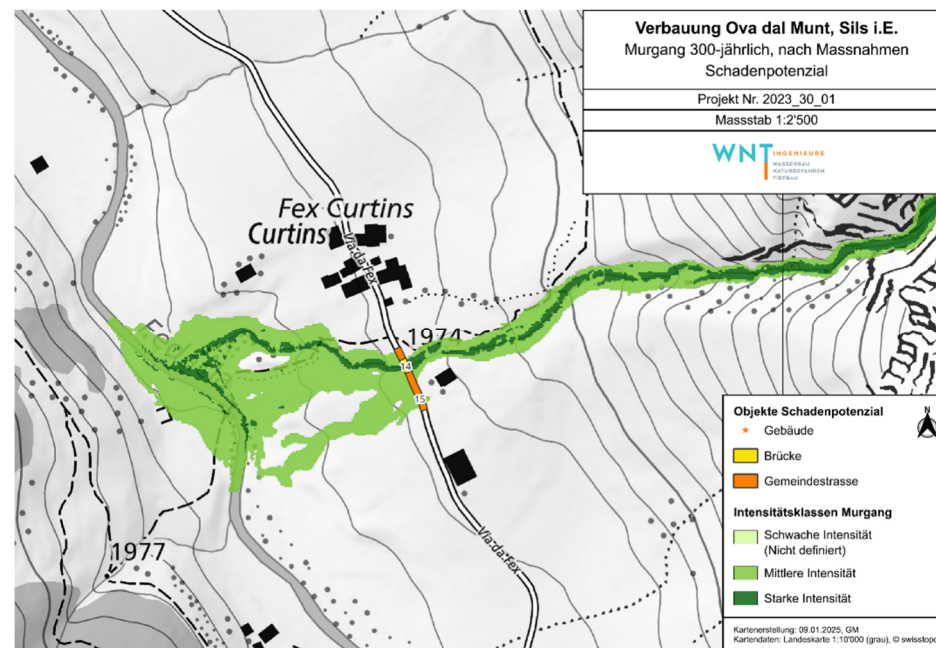 Verbauung Ova dal Munt, Sils i.E.
Murgang 300-jährlich, nach Massnahmen
Schadenpotenzial
Projekt Nr. 2023_30_01
Massstab 1:2'500
WNT INGENIEURE
WASSERBAU
NATURGEFAHREN
TIEFBAU
Fex Curtins
Curtins
Via da Fex
1974
14
15
Via da Fex
1977
Objekte Schadenpotenzial
N
Gebäude
Brücke
Gemeindestrasse
Intensitätsklassen Murgang
Schwache Intensität
(Nicht definiert)
Mittlere Intensität
Starke Intensität
Kartenerstellung: 09.01.2025, GM
Kartendaten: Landeskarte 1:10'000 (grau), © swisstopo